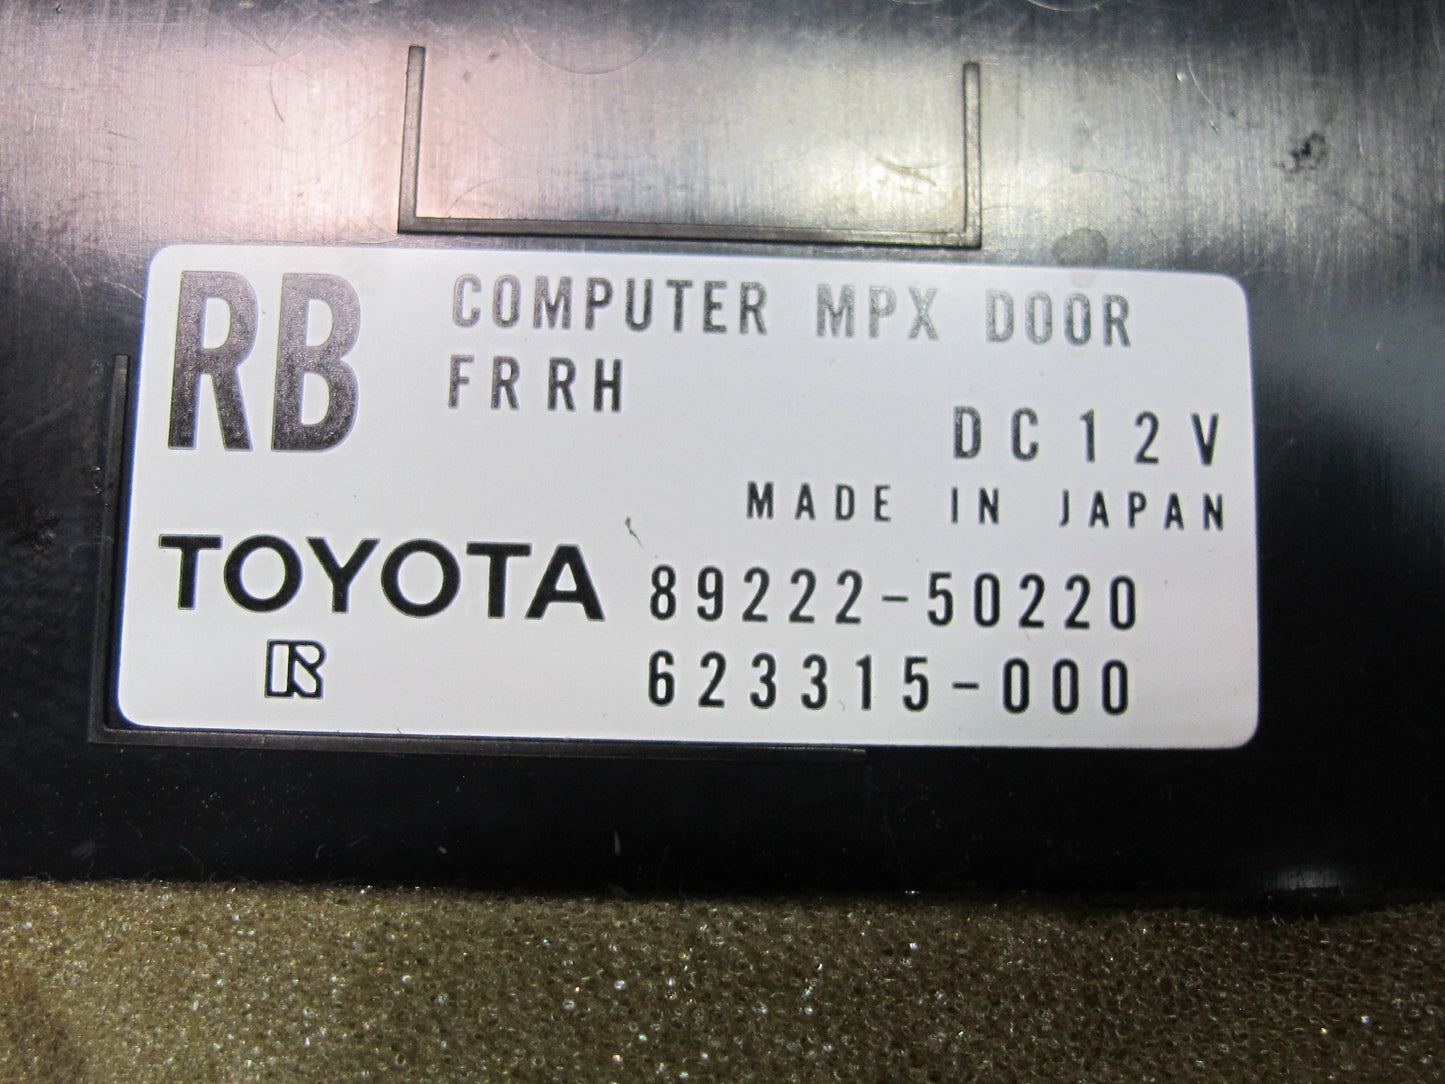 RB
COMPUTER MPX DOOR
FRRH
DC12V
MADE IN JAPAN
TOYOTA 89222-50220
R 623315-000